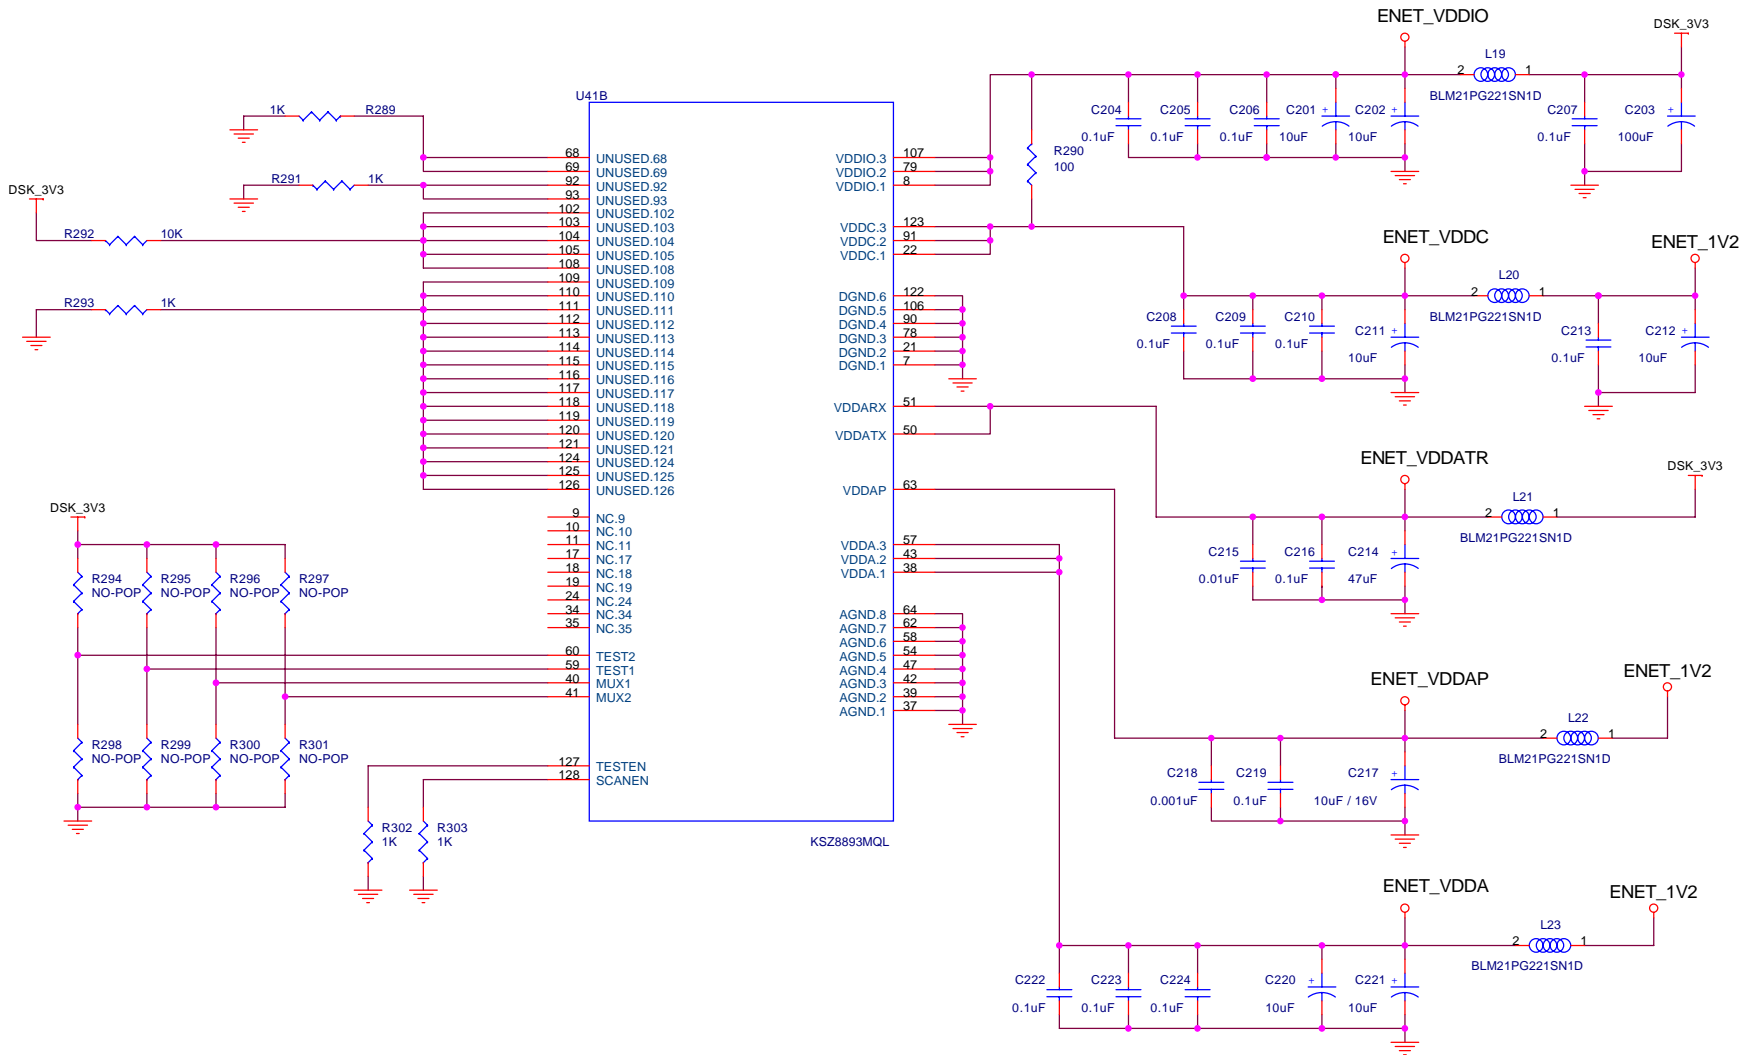 ENET_VDDIO
DSK_3V3
L19
2 1
BLM21PG221SN1D
C204 0.1uF
C205 0.1uF
C206 0.1uF
C201 + 10uF
C202 + 10uF
C207 0.1uF
C203 + 100uF
R290
100
U41B
1K R289
R291 1K
DSK_3V3
R292 10K
R293 1K
68 UNUSED.68
69 UNUSED.69
92 UNUSED.92
93 UNUSED.93
102 UNUSED.102
103 UNUSED.103
104 UNUSED.104
105 UNUSED.105
108 UNUSED.108
109 UNUSED.109
110 UNUSED.110
111 UNUSED.111
112 UNUSED.112
113 UNUSED.113
114 UNUSED.114
115 UNUSED.115
116 UNUSED.116
117 UNUSED.117
118 UNUSED.118
119 UNUSED.119
120 UNUSED.120
121 UNUSED.121
124 UNUSED.124
125 UNUSED.125
126 UNUSED.126
9 NC.9
10 NC.10
11 NC.11
17 NC.17
18 NC.18
19 NC.19
24 NC.24
34 NC.34
35 NC.35
60 TEST2
59 TEST1
40 MUX1
41 MUX2
127 TESTEN
128 SCANEN
VDDIO.3 107
VDDIO.2 79
VDDIO.1 8
VDDC.3 123
VDDC.2 91
VDDC.1 22
DGND.6 122
DGND.5 106
DGND.4 90
DGND.3 78
DGND.2 21
DGND.1 7
VDDARX 51
VDDATX 50
VDDAP 63
VDDA.3 57
VDDA.2 43
VDDA.1 38
AGND.8 64
AGND.7 62
AGND.6 58
AGND.5 54
AGND.4 47
AGND.3 42
AGND.2 39
AGND.1 37
KSZ8893MQL
DSK_3V3
R294 NO-POP
R295 NO-POP
R296 NO-POP
R297 NO-POP
R298 NO-POP
R299 NO-POP
R300 NO-POP
R301 NO-POP
R302 1K
R303 1K
ENET_VDDC
ENET_1V2
L20
2 1
BLM21PG221SN1D
C208 0.1uF
C209 0.1uF
C210 0.1uF
C211 + 10uF
C213 0.1uF
C212 + 10uF
ENET_VDDATR
DSK_3V3
L21
2 1
BLM21PG221SN1D
C215 0.01uF
C216 0.1uF
C214 + 47uF
ENET_VDDAP
ENET_1V2
L22
2 1
BLM21PG221SN1D
C218 0.001uF
C219 0.1uF
C217 + 10uF / 16V
ENET_VDDA
ENET_1V2
L23
2 1
BLM21PG221SN1D
C222 0.1uF
C223 0.1uF
C224 0.1uF
C220 + 10uF
C221 + 10uF